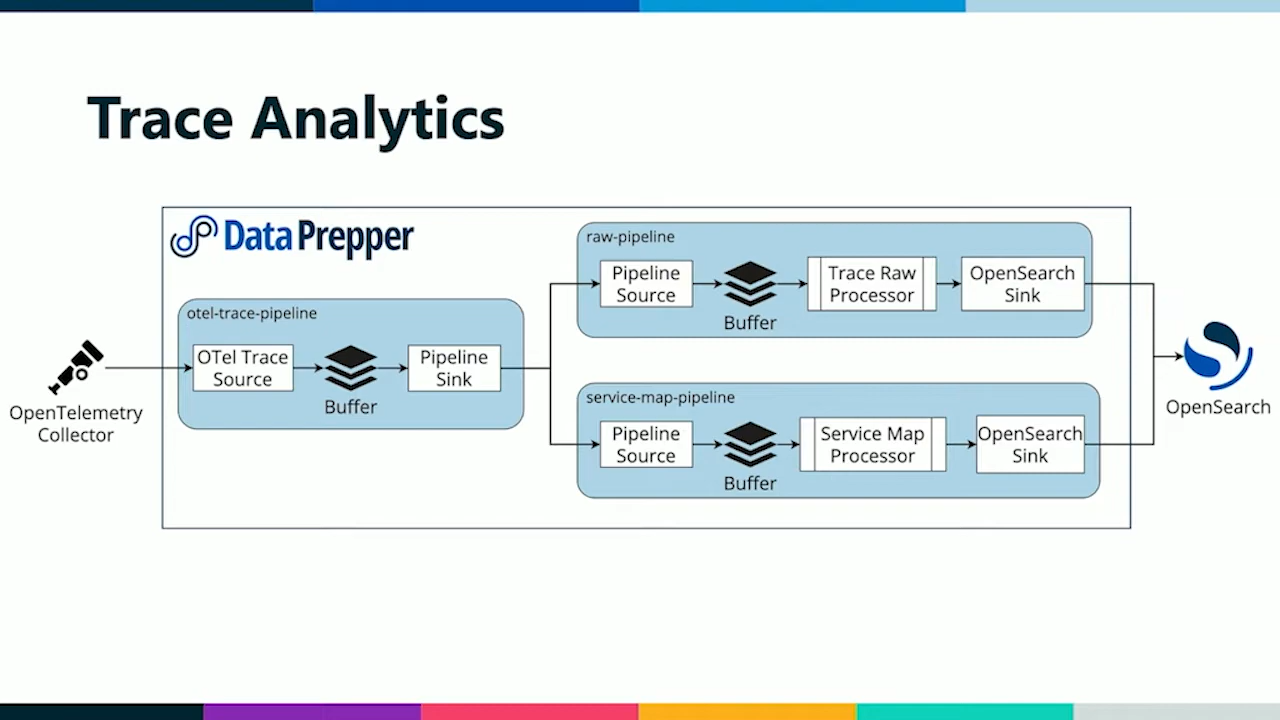 Trace Analytics
Data Prepper
otel-trace-pipeline
OTel Trace
Source
Buffer
Pipeline
Sink
OpenTelemetry
Collector
raw-pipeline
Pipeline
Source
Buffer
Trace Raw
Processor
OpenSearch
Sink
service-map-pipeline
Pipeline
Source
Buffer
Service Map
Processor
OpenSearch
Sink
OpenSearch